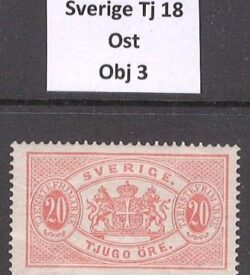 Sverige Tj 18
Ost
Obj 3
SVERIGE.
20
20
TJUGO ÖRE.